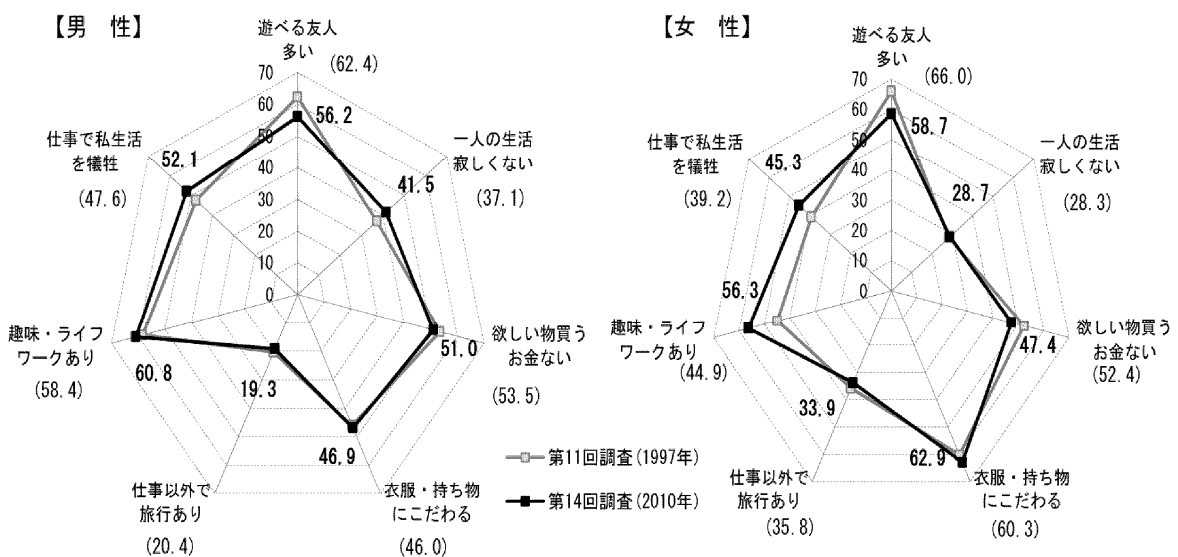 【男　性】
遊べる友人
多い
(62.4)
70
60
50
40
30
20
10
0
56.2
一人の生活
寂しくない
(37.1)
41.5
欲しい物買う
お金ない
(53.5)
51.0
衣服・持ち物
にこだわる
(46.0)
46.9
仕事以外で
旅行あり
(20.4)
19.3
趣味・ライフ
ワークあり
(58.4)
60.8
仕事で私生活
を犠牲
(47.6)
52.1
【女　性】
遊べる友人
多い
(66.0)
70
60
50
40
30
20
10
0
58.7
一人の生活
寂しくない
(28.3)
28.7
欲しい物買う
お金ない
(52.4)
47.4
衣服・持ち物
にこだわる
(60.3)
62.9
仕事以外で
旅行あり
(35.8)
33.9
趣味・ライフ
ワークあり
(44.9)
56.3
仕事で私生活
を犠牲
(39.2)
45.3
第11回調査(1997年)
第14回調査(2010年)